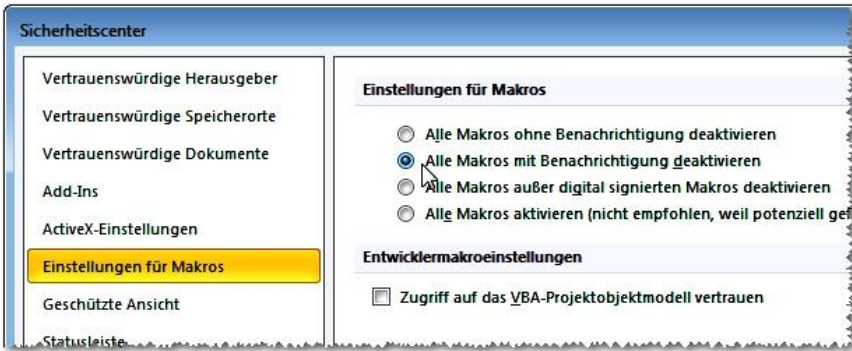 Sicherheitscenter
Vertrauenswürdige Herausgeber
Vertrauenswürdige Speicherorte
Vertrauenswürdige Dokumente
Add-Ins
ActiveX-Einstellungen
Einstellungen für Makros
Geschützte Ansicht
Statusleiste
Einstellungen für Makros
Alle Makros ohne Benachrichtigung deaktivieren
Alle Makros mit Benachrichtigung deaktivieren
Alle Makros außer digital signierten Makros deaktivieren
Alle Makros aktivieren (nicht empfohlen, weil potenziell gef
Entwicklermakroeinstellungen
Zugriff auf das VBA-Projektobjektmodell vertrauen